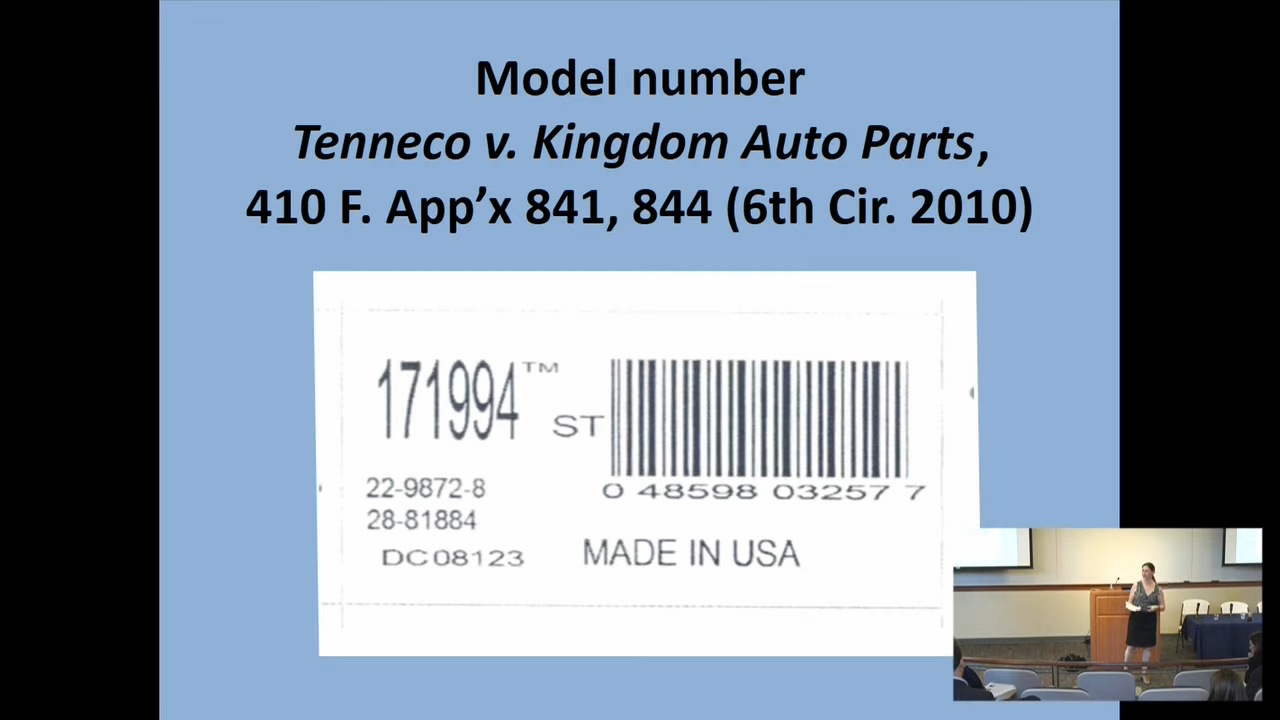 Model number
Tenneco v. Kingdom Auto Parts,
410 F. App’x 841, 844 (6th Cir. 2010)
171994™ ST
22-9872-8
28-81884
DC08123
0 48598 03257 7
MADE IN USA